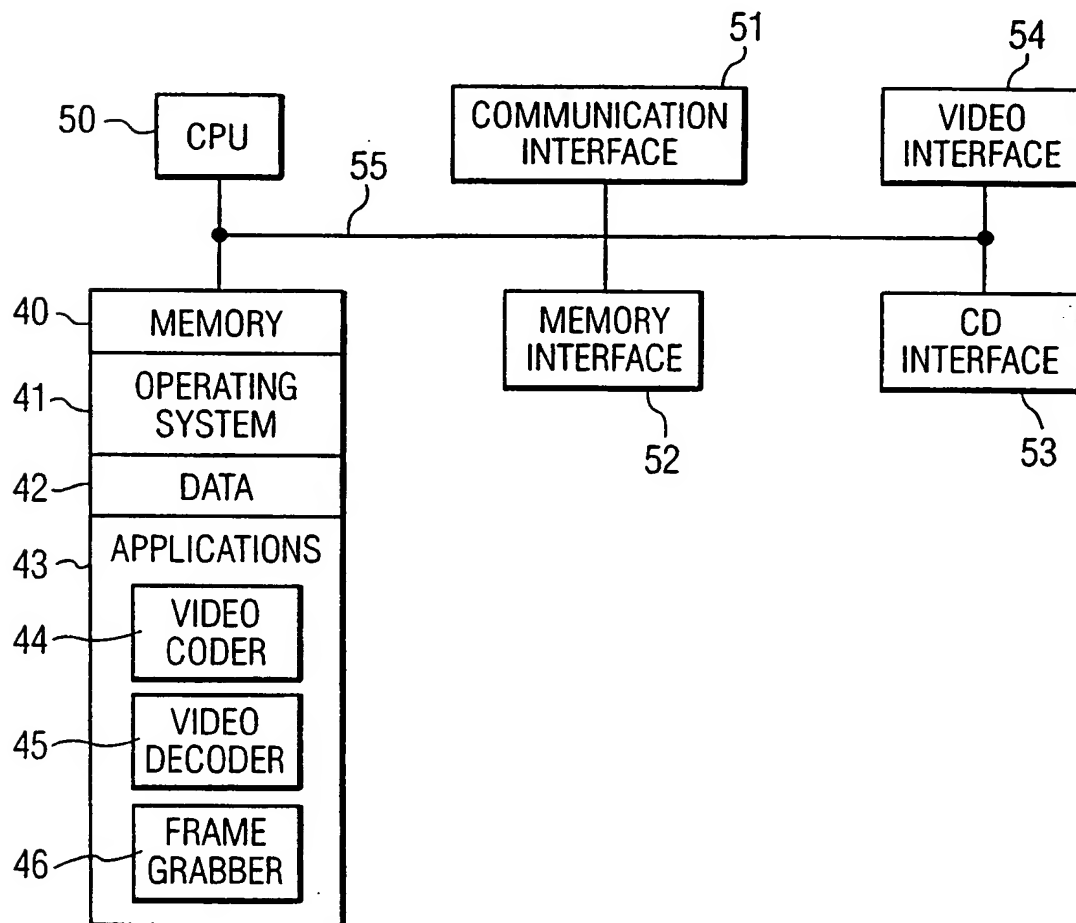 51
54
50
CPU
COMMUNICATION
INTERFACE
VIDEO
INTERFACE
55
40
MEMORY
MEMORY
INTERFACE
CD
INTERFACE
41
OPERATING
SYSTEM
52
53
42
DATA
43
APPLICATIONS
44
VIDEO
CODER
45
VIDEO
DECODER
46
FRAME
GRABBER